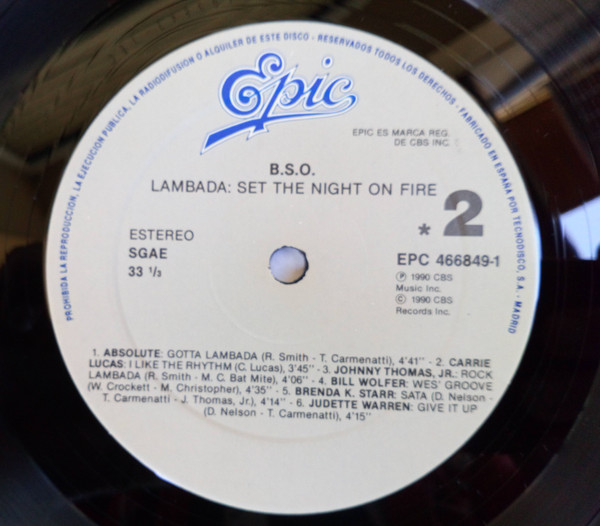 PROHIBIDA LA REPRODUCCION, LA EJECUCION PUBLICA, LA RADIODIFUSION O ALQUILER DE ESTE DISCO - RESERVADOS TODOS LOS DERECHOS - FABRICADO EN ESPAÑA POR TECNODISCO, S.A. - MADRID
Epic
EPIC ES MARCA REG.
DE CBS INC.
B.S.O.
LAMBADA: SET THE NIGHT ON FIRE
* 2
ESTEREO
SGAE
33 1/3
EPC 466849-1
Ⓟ 1990 CBS
Music Inc.
© 1990 CBS
Records Inc.
1. ABSOLUTE: GOTTA LAMBADA (R. Smith - T. Carmenatti), 4'41" - 2. CARRIE
LUCAS: I LIKE THE RHYTHM (C. Lucas), 3'45" - 3. JOHNNY THOMAS, JR.: ROCK
LAMBADA (R. Smith - M. C. Bat Mite), 4'06" - 4. BILL WOLFER: WES' GROOVE
(W. Crockett - M. Christopher), 4'35" - 5. BRENDA K. STARR: SATA (D. Nelson -
T. Carmenatti - J. Thomas, Jr.), 4'14" - 6. JUDETTE WARREN: GIVE IT UP
(D. Nelson - T. Carmenatti), 4'15"